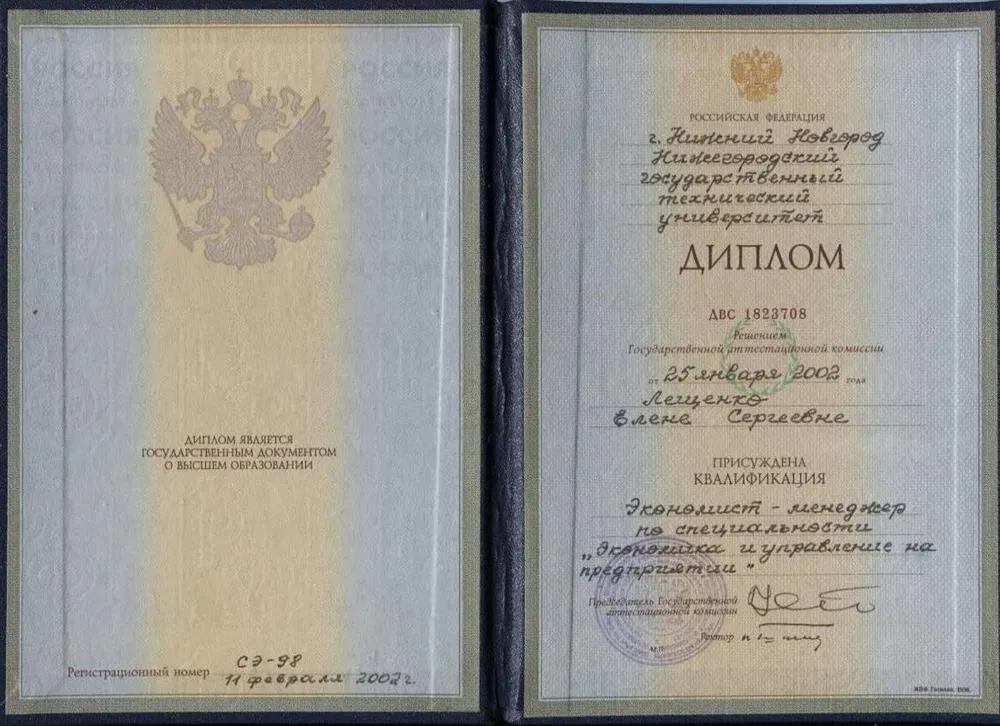 ДИПЛОМ ЯВЛЯЕТСЯ
ГОСУДАРСТВЕННЫМ ДОКУМЕНТОМ
О ВЫСШЕМ ОБРАЗОВАНИИ
Регистрационный номер СЭ-98
11 февраля 2002 г.
РОССИЙСКАЯ ФЕДЕРАЦИЯ
г. Нижний Новгород
Нижегородский
государственный
технический
университет
ДИПЛОМ
ДВС 1823708
Решением
Государственной аттестационной комиссии
от 25 января 2002 года
Лещенко
Елене Сергеевне
ПРИСУЖДЕНА
КВАЛИФИКАЦИЯ
Экономист - менеджер
по специальности
„Экономика и управление на
предприятии"
Председатель Государственной
аттестационной комиссии
Ректор
М.П.